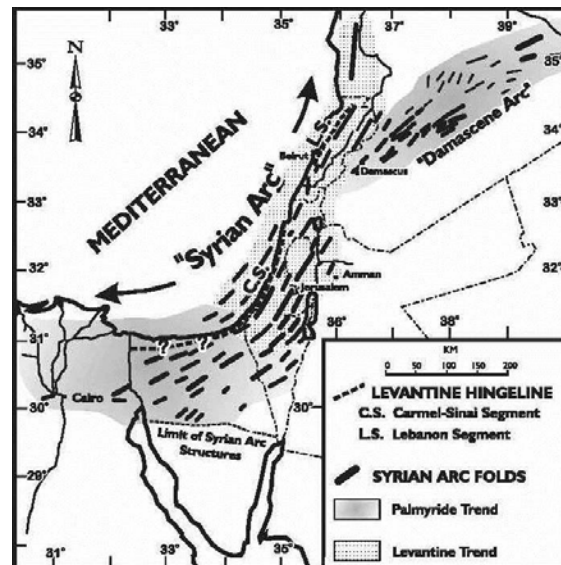 33°
35°
37°
39°
N
35°
35°
34°
34°
33°
32°
32°
31°
30°
30°
29°
28°
31°
33°
35°
36°
38°
MEDITERRANEAN
"Syrian Arc"
L.S.
C.S.
Beirut
Damascus
"Damascene Arc"
Amman
Jerusalem
? ?
Cairo
Limit of Syrian Arc
Structures
KM
0 50 100 200
LEVANTINE HINGELINE
C.S. Carmel-Sinai Segment
L.S. Lebanon Segment
SYRIAN ARC FOLDS
Palmyride Trend
Levantine Trend